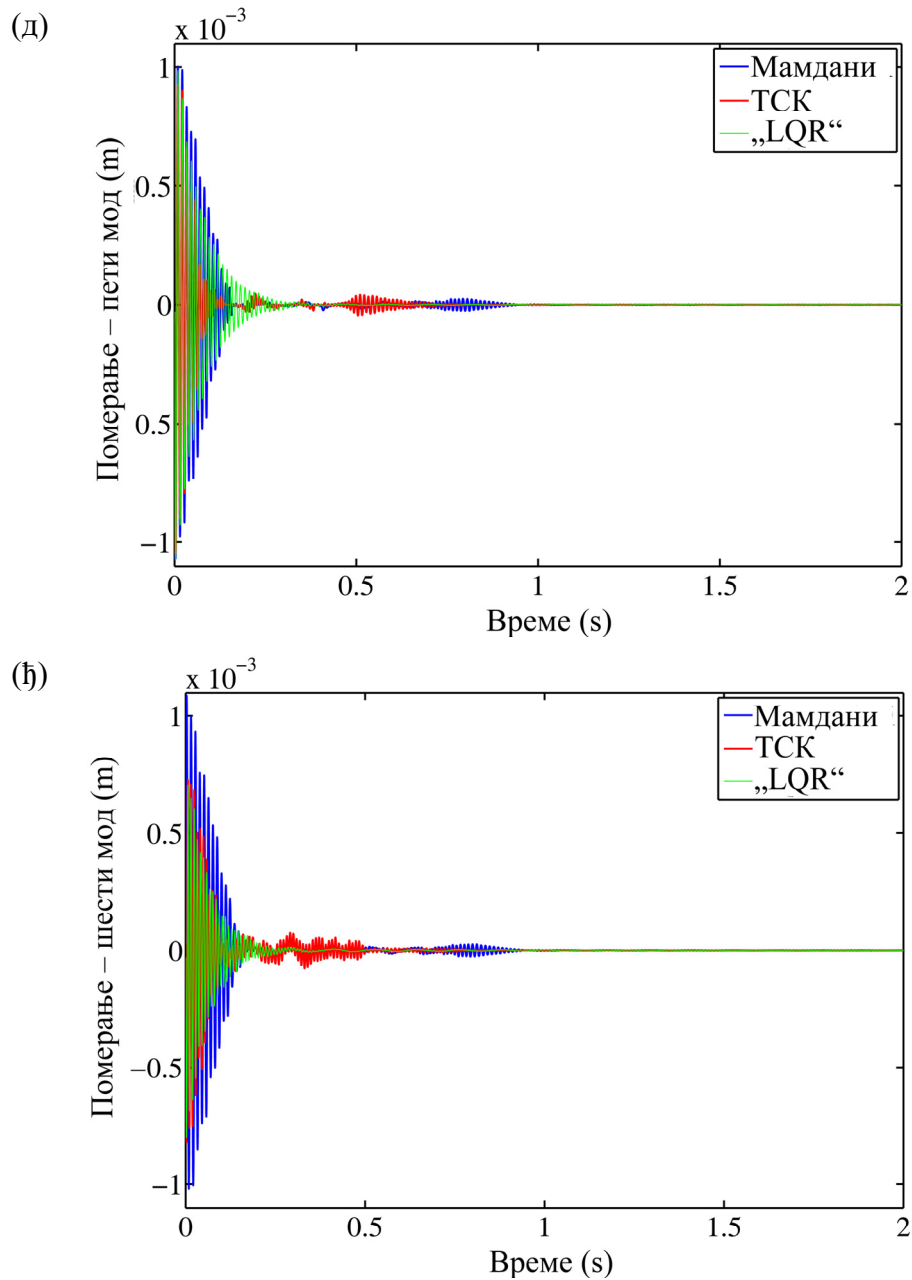 (д)
x 10⁻³
Мамдани
ТСК
„LQR“
1
0.5
0
0.5
−1
Померање – пети мод (m)
0
0.5
1
1.5
2
Време (s)
(ђ)
x 10⁻³
Мамдани
ТСК
„LQR“
1
0.5
0
−0.5
−1
Померање – шести мод (m)
0
0.5
1
1.5
2
Време (s)